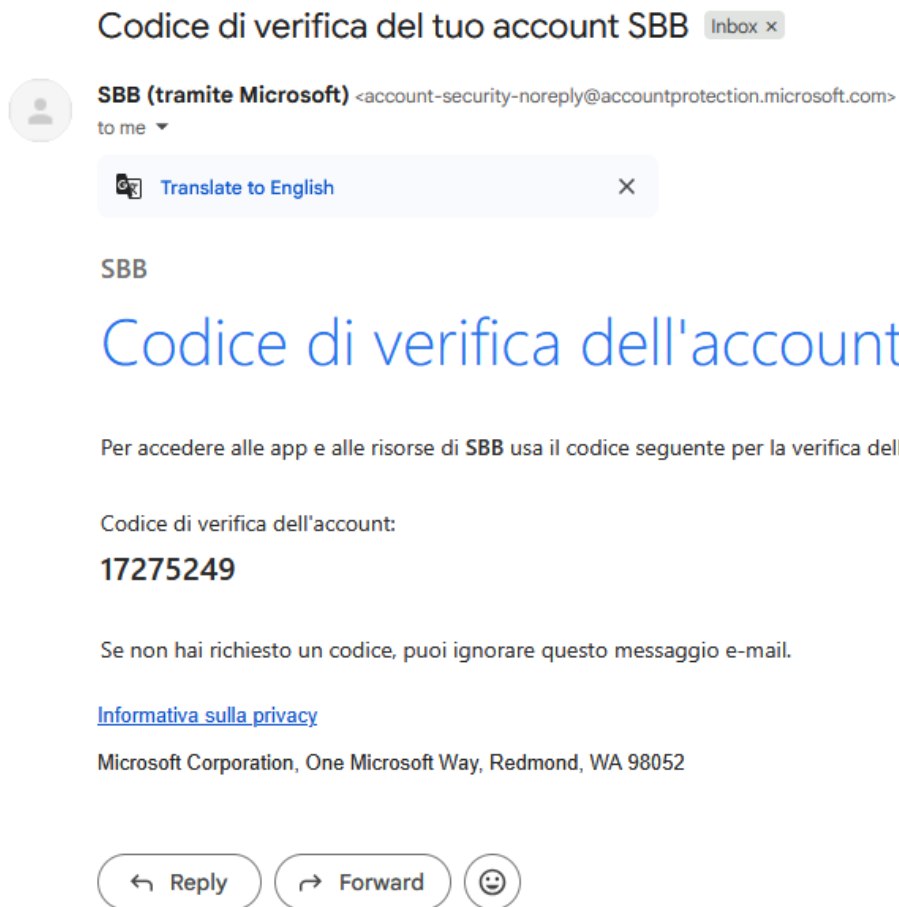 Codice di verifica del tuo account SBB Inbox ×
SBB (tramite Microsoft) <account-security-noreply@accountprotection.microsoft.com>
to me
Translate to English
SBB
Codice di verifica dell'account
Per accedere alle app e alle risorse di SBB usa il codice seguente per la verifica dell
Codice di verifica dell'account:
17275249
Se non hai richiesto un codice, puoi ignorare questo messaggio e-mail.
Informativa sulla privacy
Microsoft Corporation, One Microsoft Way, Redmond, WA 98052
Reply Forward